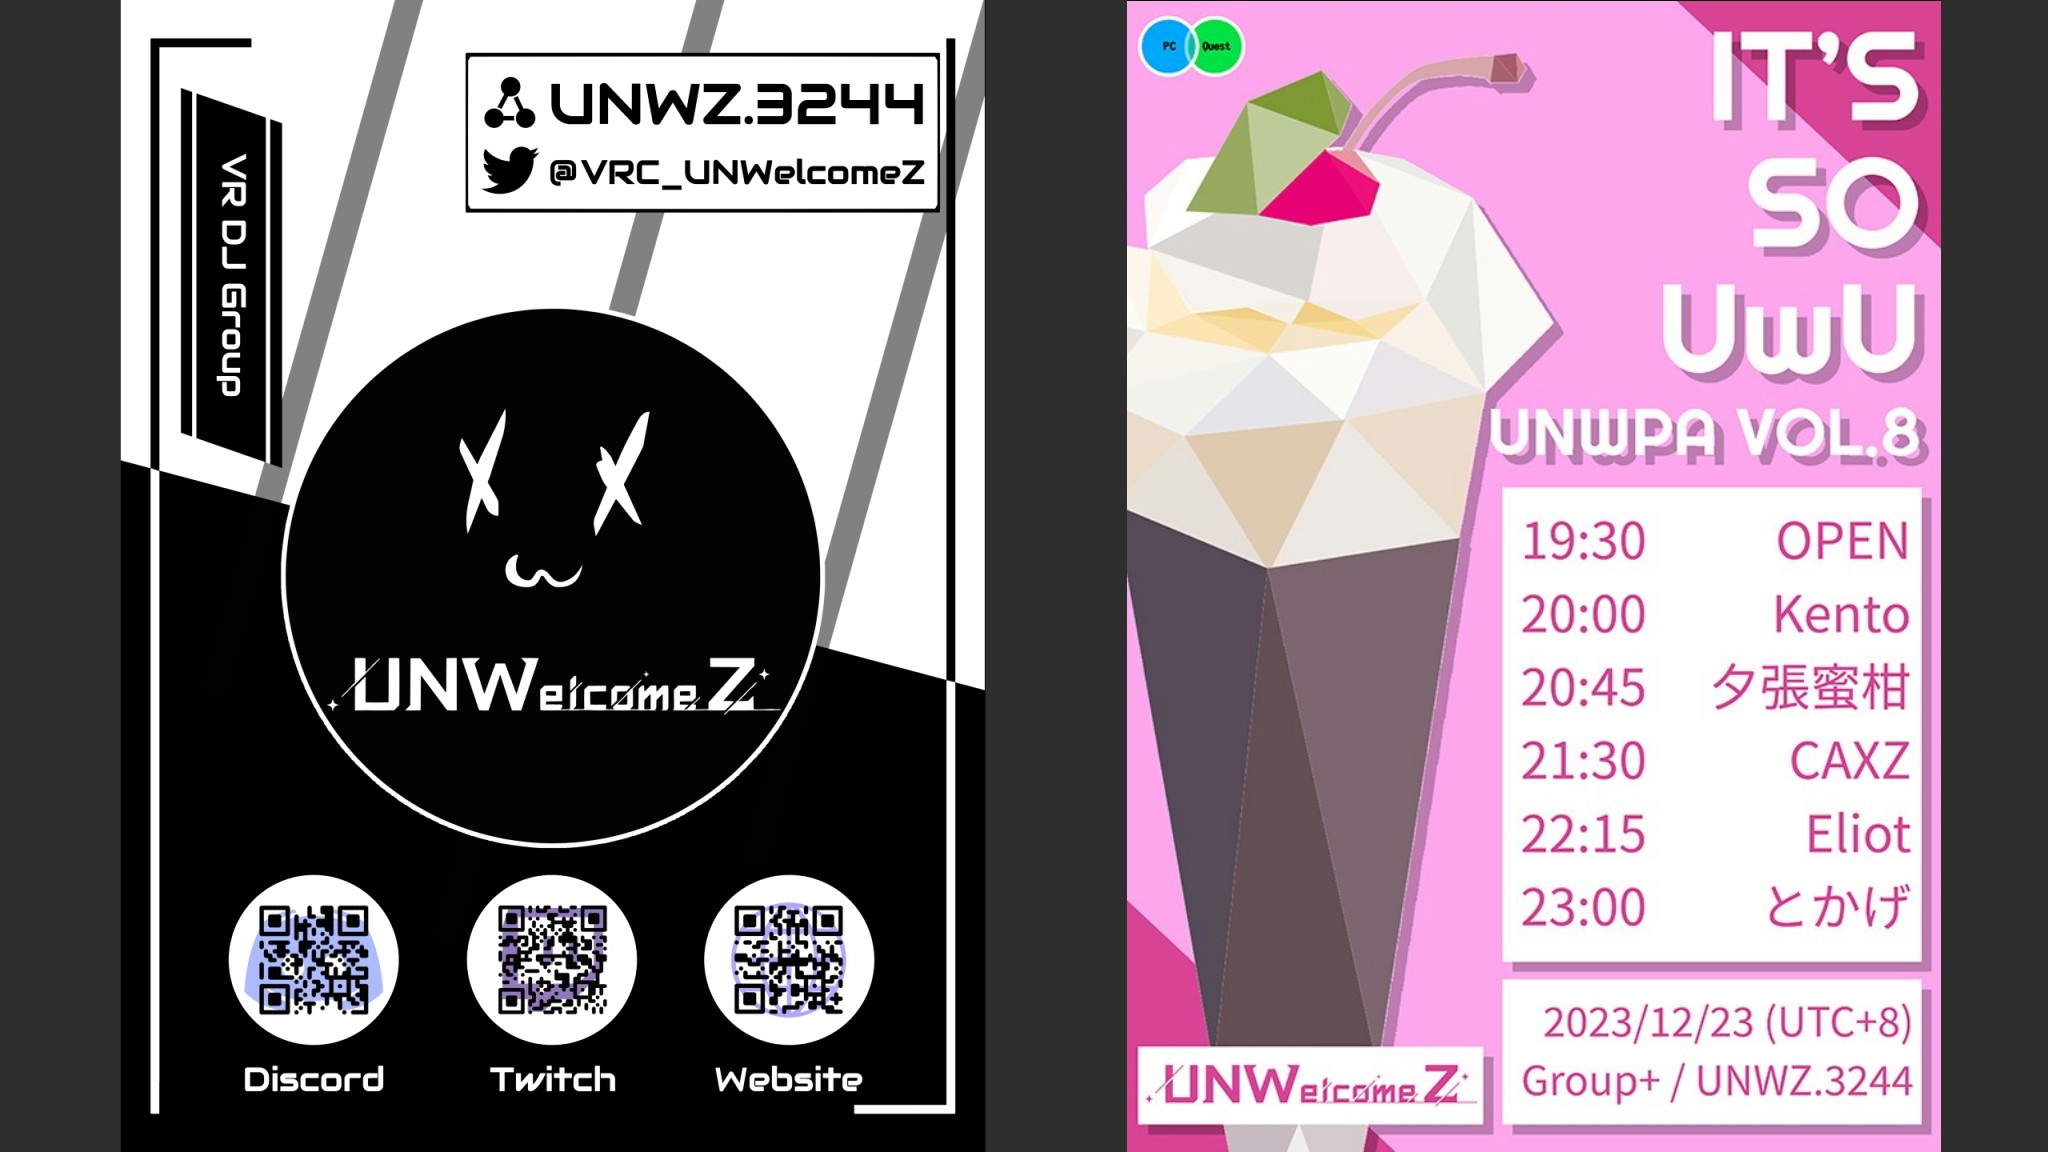 UNWZ.3244
@VRC_UNWelcomeZ
VR DJ Group
UNWelcomeZ
Discord
Twitch
Website
PC
Quest
IT'S
SO
UwU
UNWPA VOL.8
19:30 OPEN
20:00 Kento
20:45 夕張蜜柑
21:30 CAXZ
22:15 Eliot
23:00 とかげ
2023/12/23 (UTC+8)
Group+ / UNWZ.3244
UNWelcomeZ